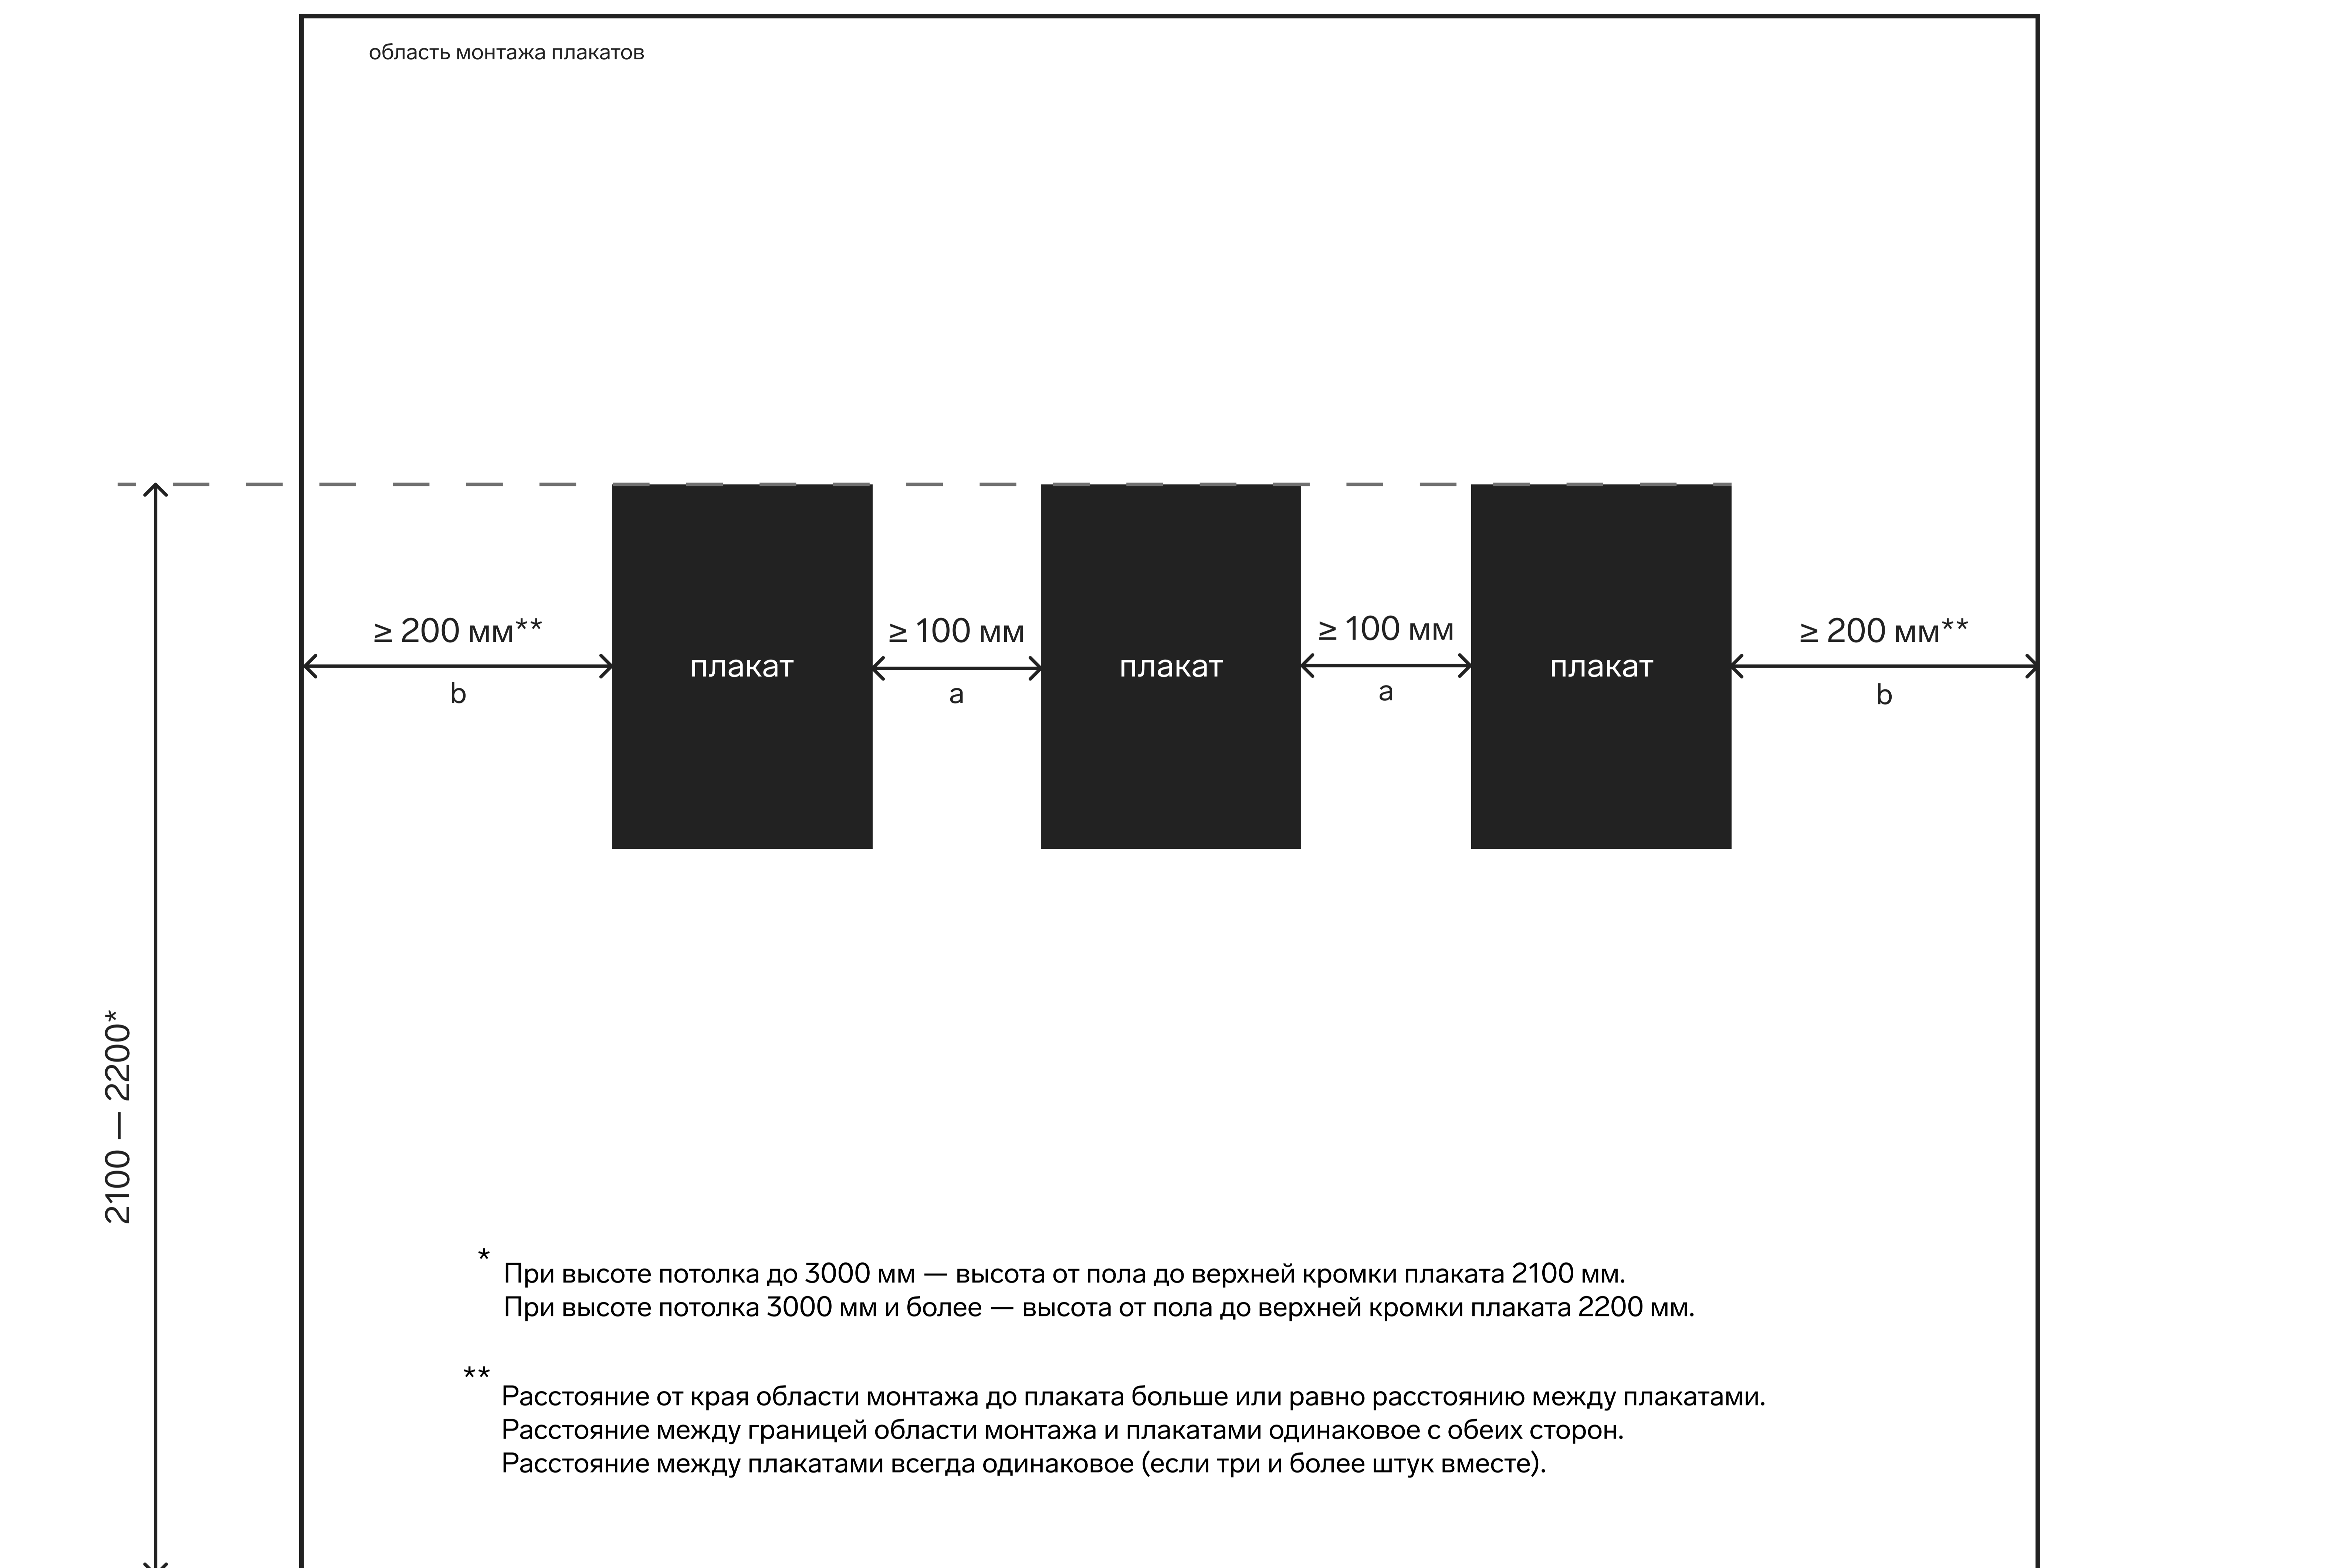 область монтажа плакатов
≥ 200 мм**
≥ 100 мм
≥ 100 мм
≥ 200 мм**
плакат
плакат
плакат
b
a
a
b
2100 — 2200*
* При высоте потолка до 3000 мм — высота от пола до верхней кромки плаката 2100 мм.
При высоте потолка 3000 мм и более — высота от пола до верхней кромки плаката 2200 мм.
** Расстояние от края области монтажа до плаката больше или равно расстоянию между плакатами.
Расстояние между границей области монтажа и плакатами одинаковое с обеих сторон.
Расстояние между плакатами всегда одинаковое (если три и более штук вместе).